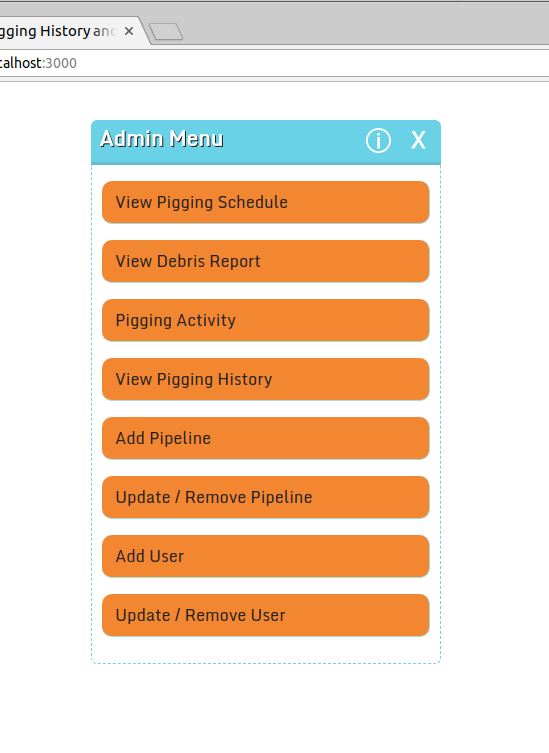 gging History and
calhost:3000
Admin Menu i X
View Pigging Schedule
View Debris Report
Pigging Activity
View Pigging History
Add Pipeline
Update / Remove Pipeline
Add User
Update / Remove User